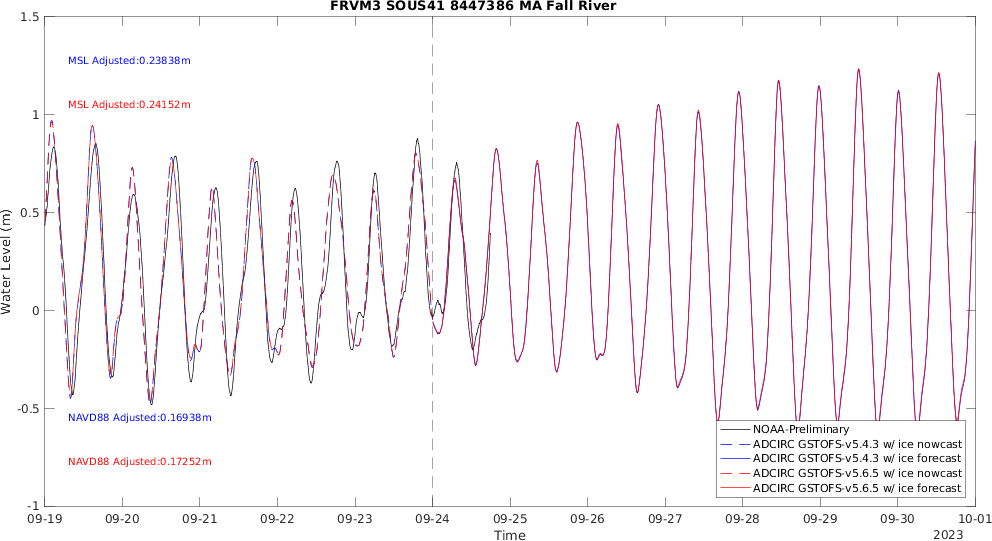 FRVM3 SOUS41 8447386 MA Fall River
1.5
MSL Adjusted:0.23838m
MSL Adjusted:0.24152m
1
0.5
Water Level (m)
0
-0.5
NAVD88 Adjusted:0.16938m
NAVD88 Adjusted:0.17252m
NOAA-Preliminary
ADCIRC GSTOFS-v5.4.3 w/ ice nowcast
ADCIRC GSTOFS-v5.4.3 w/ ice forecast
ADCIRC GSTOFS-v5.6.5 w/ ice nowcast
ADCIRC GSTOFS-v5.6.5 w/ ice forecast
-1
09-19 09-20 09-21 09-22 09-23 09-24 09-25 09-26 09-27 09-28 09-29 09-30 10-01
Time
2023